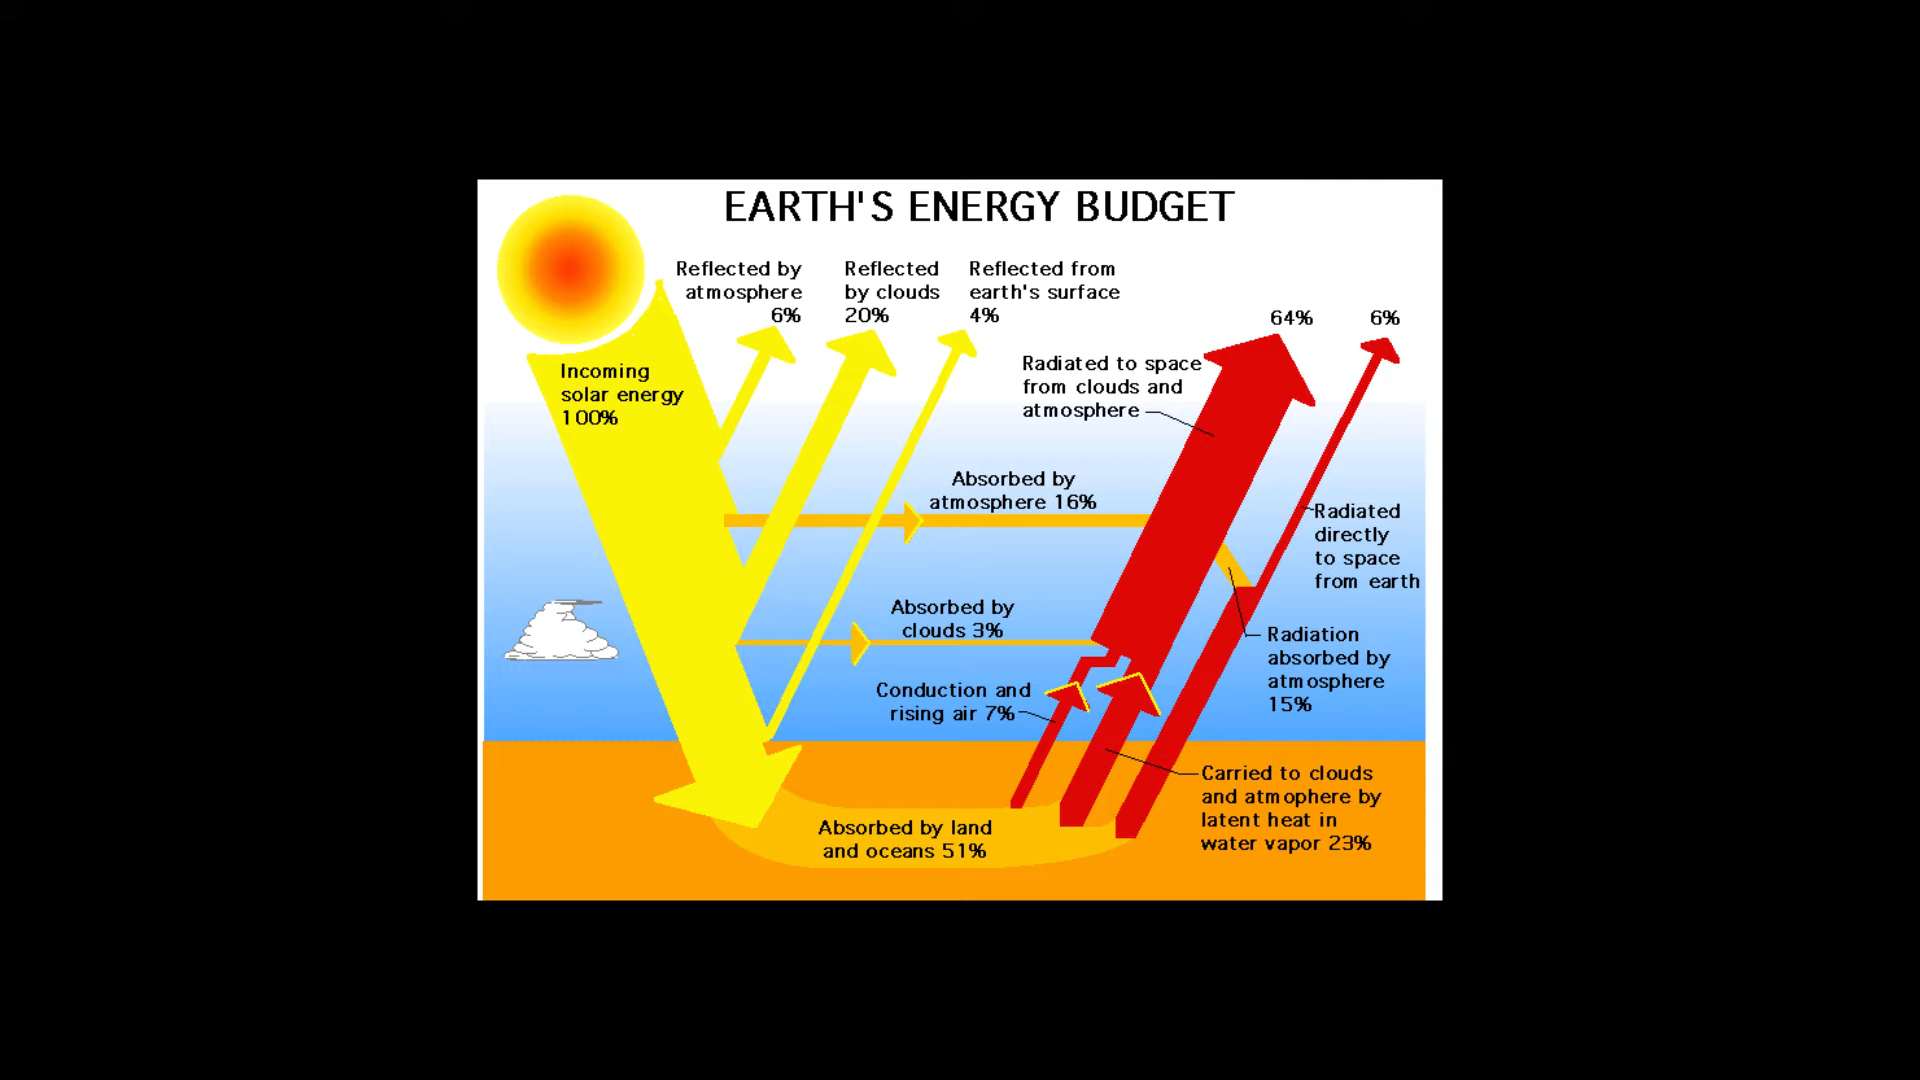 EARTH'S ENERGY BUDGET
Reflected by
atmosphere
6%
Reflected
by clouds
20%
Reflected from
earth's surface
4%
64%
6%
Incoming
solar energy
100%
Radiated to space
from clouds and
atmosphere
Absorbed by
atmosphere 16%
Radiated
directly
to space
from earth
Absorbed by
clouds 3%
Radiation
absorbed by
atmosphere
15%
Conduction and
rising air 7%
Carried to clouds
and atmophere by
latent heat in
water vapor 23%
Absorbed by land
and oceans 51%